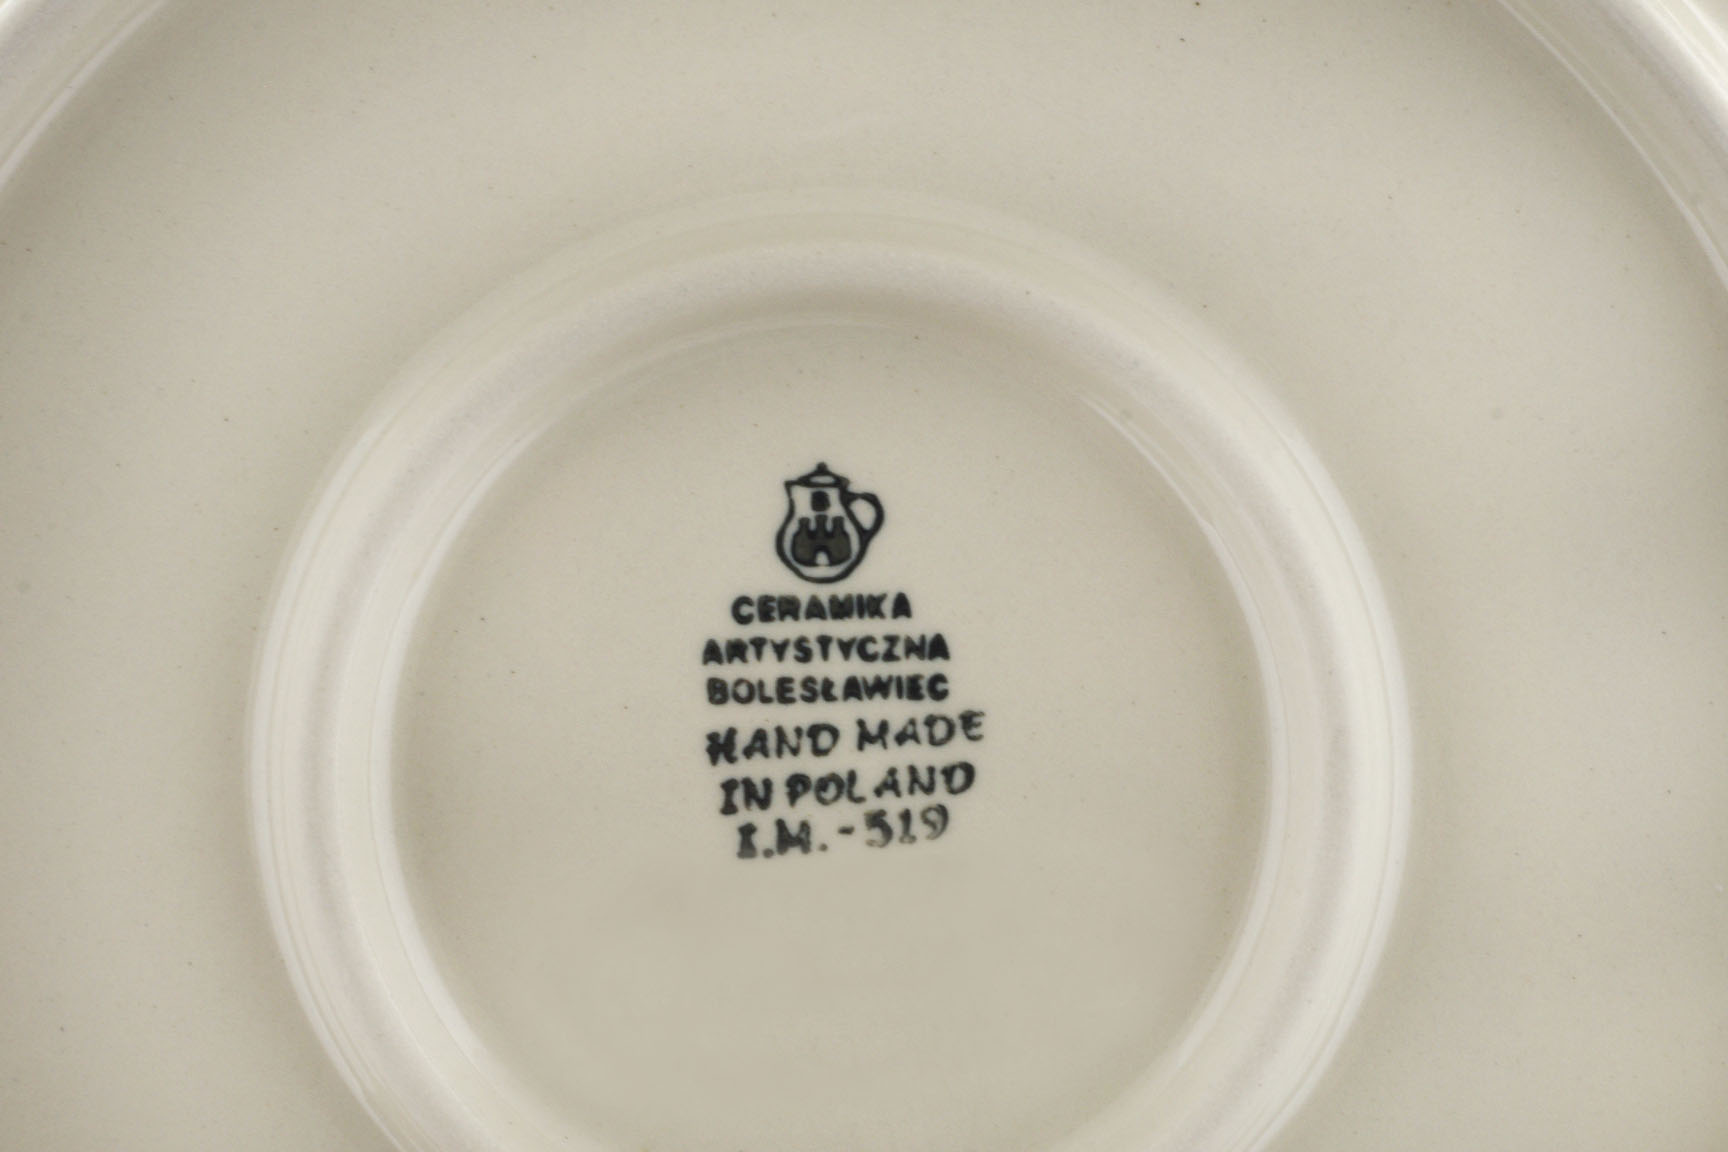 B
CERAMIKA
ARTYSTYCZNA
BOLESŁAWIEC
HAND MADE
IN POLAND
I.M.-519